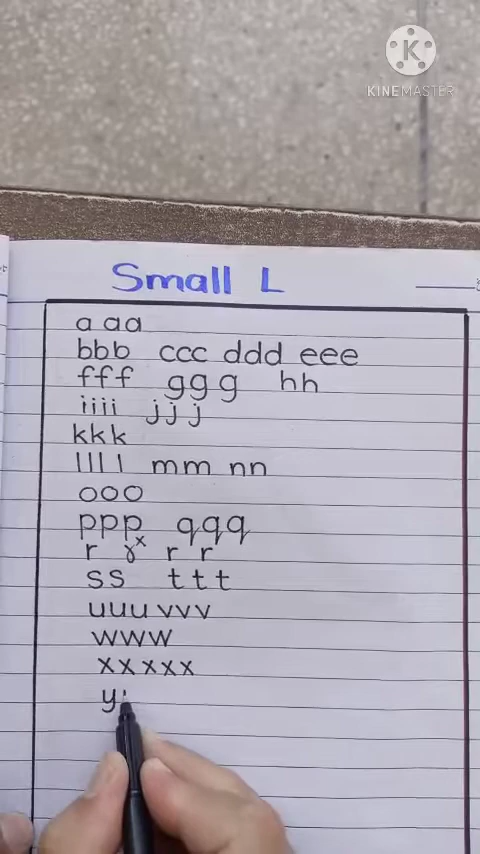 KINEMASTER
Small L
a aa
bbb ccc ddd eee
fff ggg hh
iiii jjj
kkk
llll mm nn
ooo
ppp qqq
r r x r r
ss ttt
uuu vvv
www
xxxxx
y